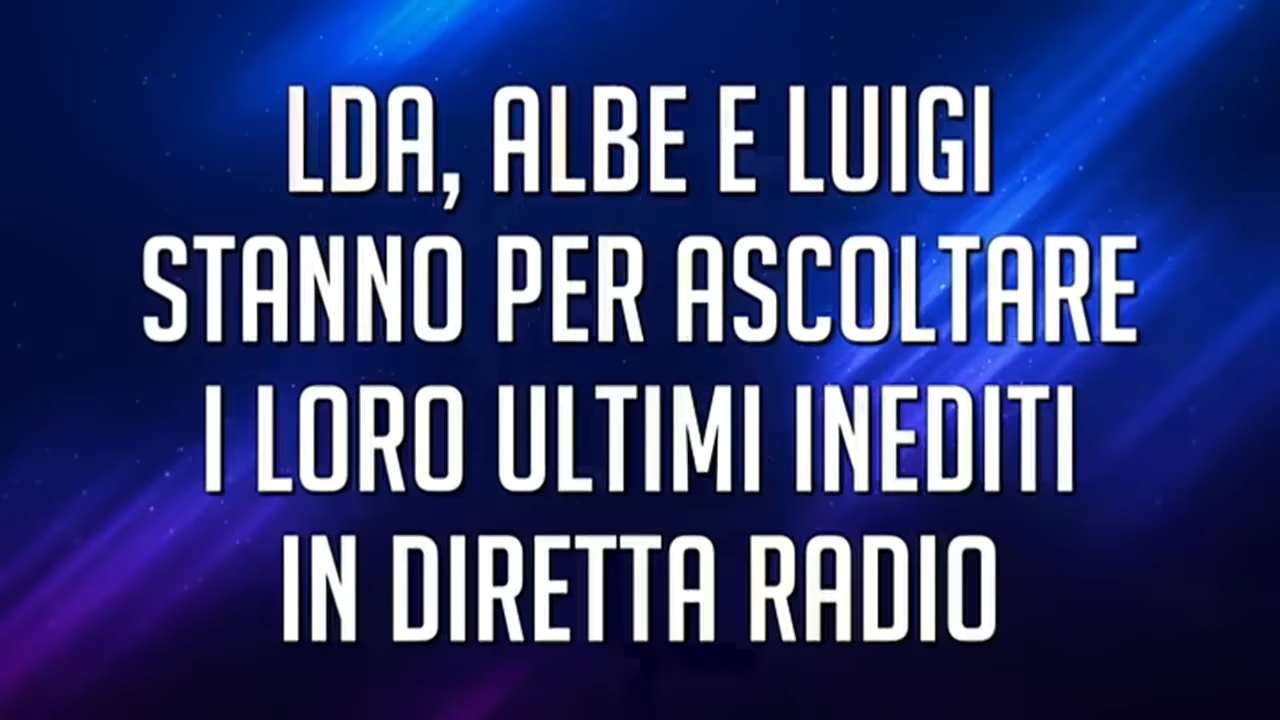 LDA, ALBE E LUIGI
STANNO PER ASCOLTARE
I LORO ULTIMI INEDITI
IN DIRETTA RADIO